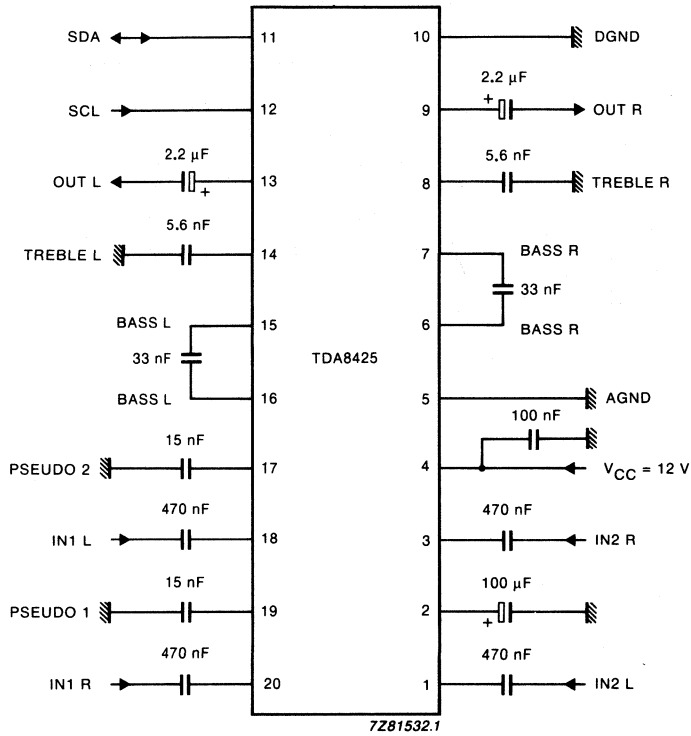 SDA 11 10 DGND
2.2 µF
SCL 12 9 + OUT R
2.2 µF 5.6 nF
OUT L + 13 8 TREBLE R
5.6 nF
TREBLE L 14 7 BASS R
33 nF
BASS L 15 6 BASS R
33 nF TDA8425
BASS L 16 5 AGND
100 nF
15 nF
PSEUDO 2 17 4 VCC = 12 V
470 nF 470 nF
IN1 L 18 3 IN2 R
15 nF 100 µF
PSEUDO 1 19 2 +
470 nF 470 nF
IN1 R 20 1 IN2 L
7Z81532.1